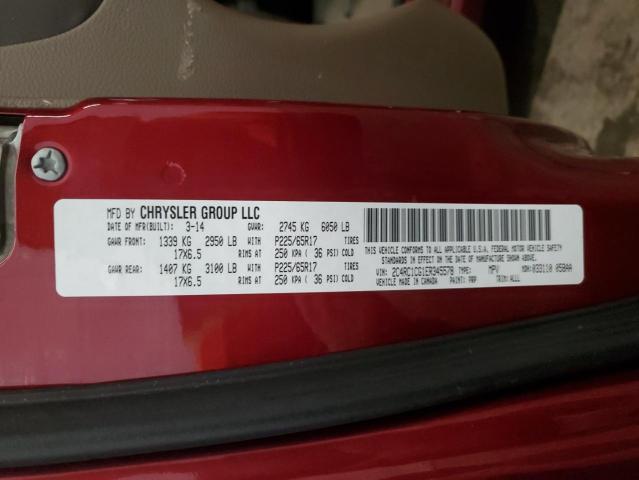 MFD BY CHRYSLER GROUP LLC
DATE OF MFR(BUILT): 3-14 GVWR: 2745 KG 6050 LB
GAWR FRONT: 1339 KG 2950 LB WITH P225/65R17 TIRES
17X6.5 RIMS AT 250 KPA ( 36 PSI) COLD
GAWR REAR: 1407 KG 3100 LB WITH P225/65R17 TIRES
17X6.5 RIMS AT 250 KPA ( 36 PSI) COLD
THIS VEHICLE CONFORMS TO ALL APPLICABLE U.S.A. FEDERAL MOTOR VEHICLE SAFETY
STANDARDS IN EFFECT ON THE DATE OF MANUFACTURE SHOWN ABOVE.
VIN: 2C4RC1CG1ER345578 TYPE: MPV MDH: 033110 058AA
VEHICLE MADE IN CANADA PAINT: PRP TRIM: ALL1